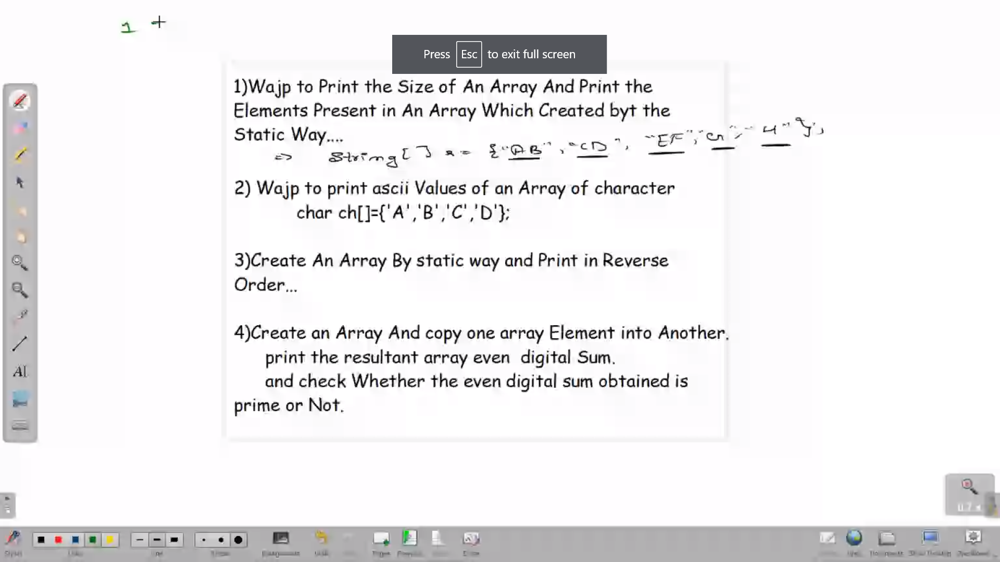 1
Press Esc to exit full screen
1)Wajp to Print the Size of An Array And Print the
Elements Present in An Array Which Created byt the
Static Way....
=> String[] = {"AB", "CD", "EF", "G", "H"};
2) Wajp to print ascii Values of an Array of character
char ch[]={'A','B','C','D'};
3)Create An Array By static way and Print in Reverse
Order...
4)Create an Array And copy one array Element into Another.
print the resultant array even digital Sum.
and check Whether the even digital sum obtained is
prime or Not.
AI